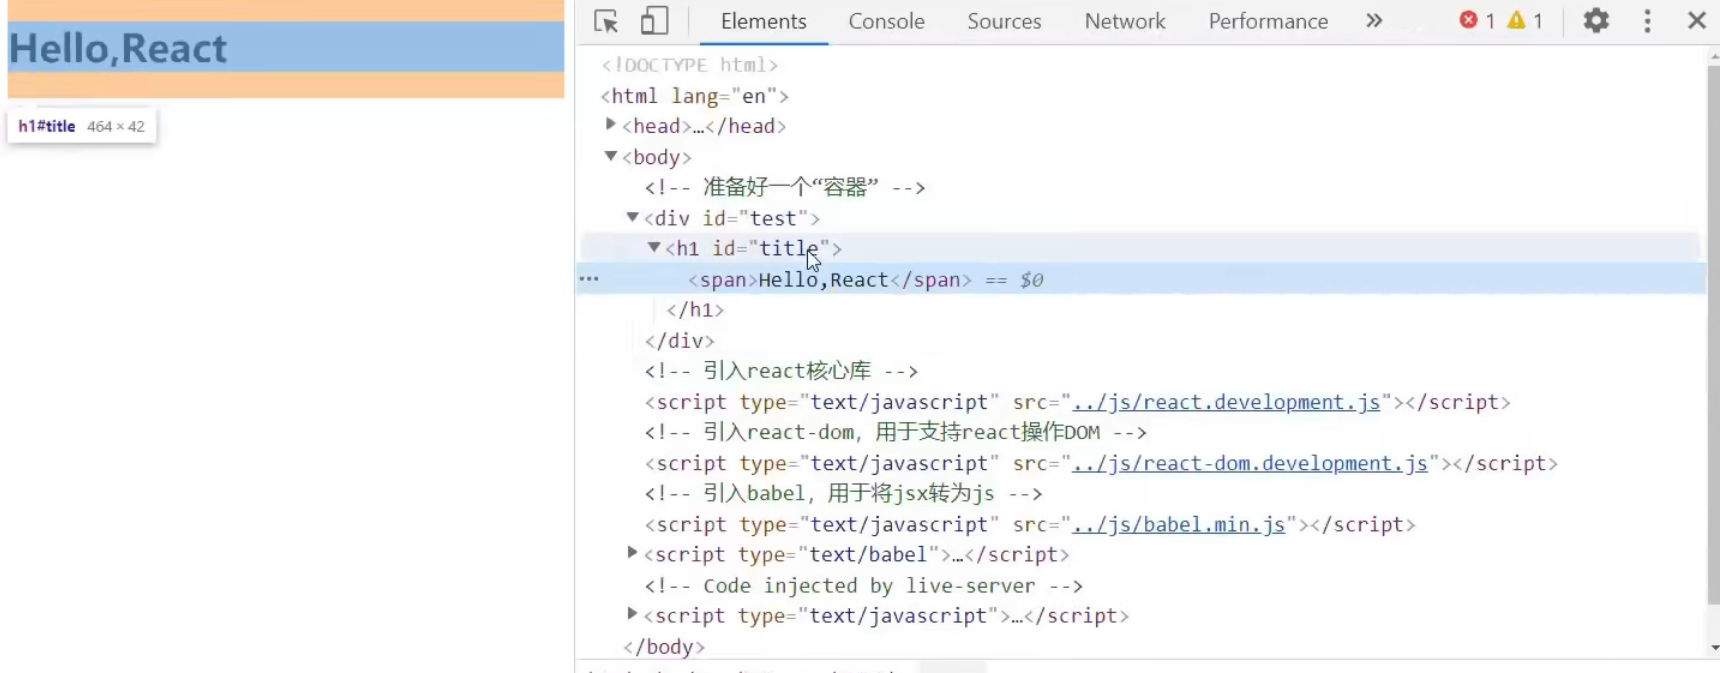 Hello,React
h1#title 464 × 42
Elements Console Sources Network Performance » 1 1
<!DOCTYPE html>
<html lang="en">
<head>…</head>
<body>
<!-- 准备好一个“容器” -->
<div id="test">
<h1 id="title">
<span>Hello,React</span> == $0
</h1>
</div>
<!-- 引入react核心库 -->
<script type="text/javascript" src="../js/react.development.js"></script>
<!-- 引入react-dom，用于支持react操作DOM -->
<script type="text/javascript" src="../js/react-dom.development.js"></script>
<!-- 引入babel，用于将jsx转为js -->
<script type="text/javascript" src="../js/babel.min.js"></script>
<script type="text/babel">…</script>
<!-- Code injected by live-server -->
<script type="text/javascript">…</script>
</body>